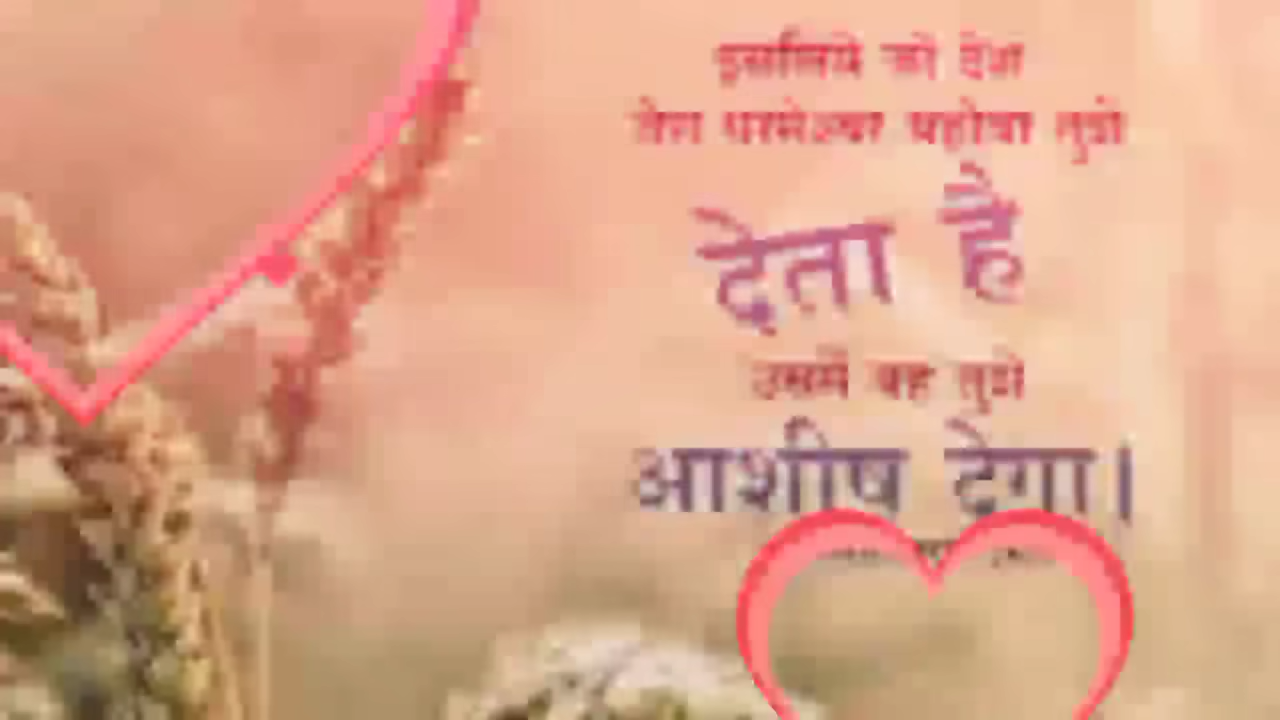 इसलिये जो देश
तेरा परमेश्वर यहोवा तुझे
देता है
उसमें वह तुझे
आशीष देगा।